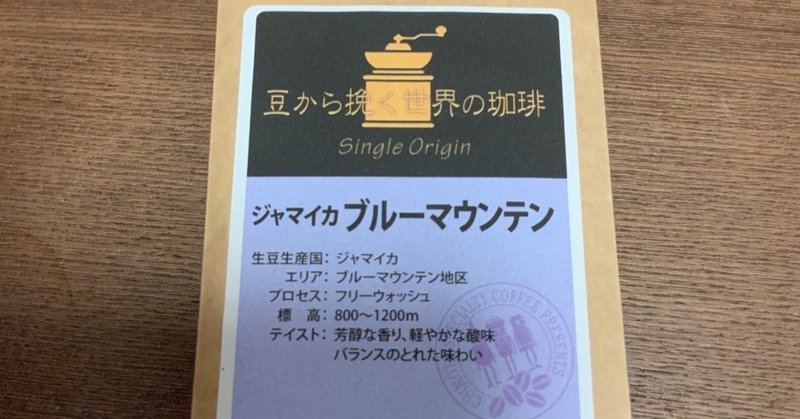 豆から挽く世界の珈琲
Single Origin
ジャマイカ ブルーマウンテン
生豆生産国: ジャマイカ
エリア: ブルーマウンテン地区
プロセス: フリーウォッシュ
標 高: 800〜1200m
テイスト: 芳醇な香り、軽やかな酸味
バランスのとれた味わい
COFFEE PRESENTS